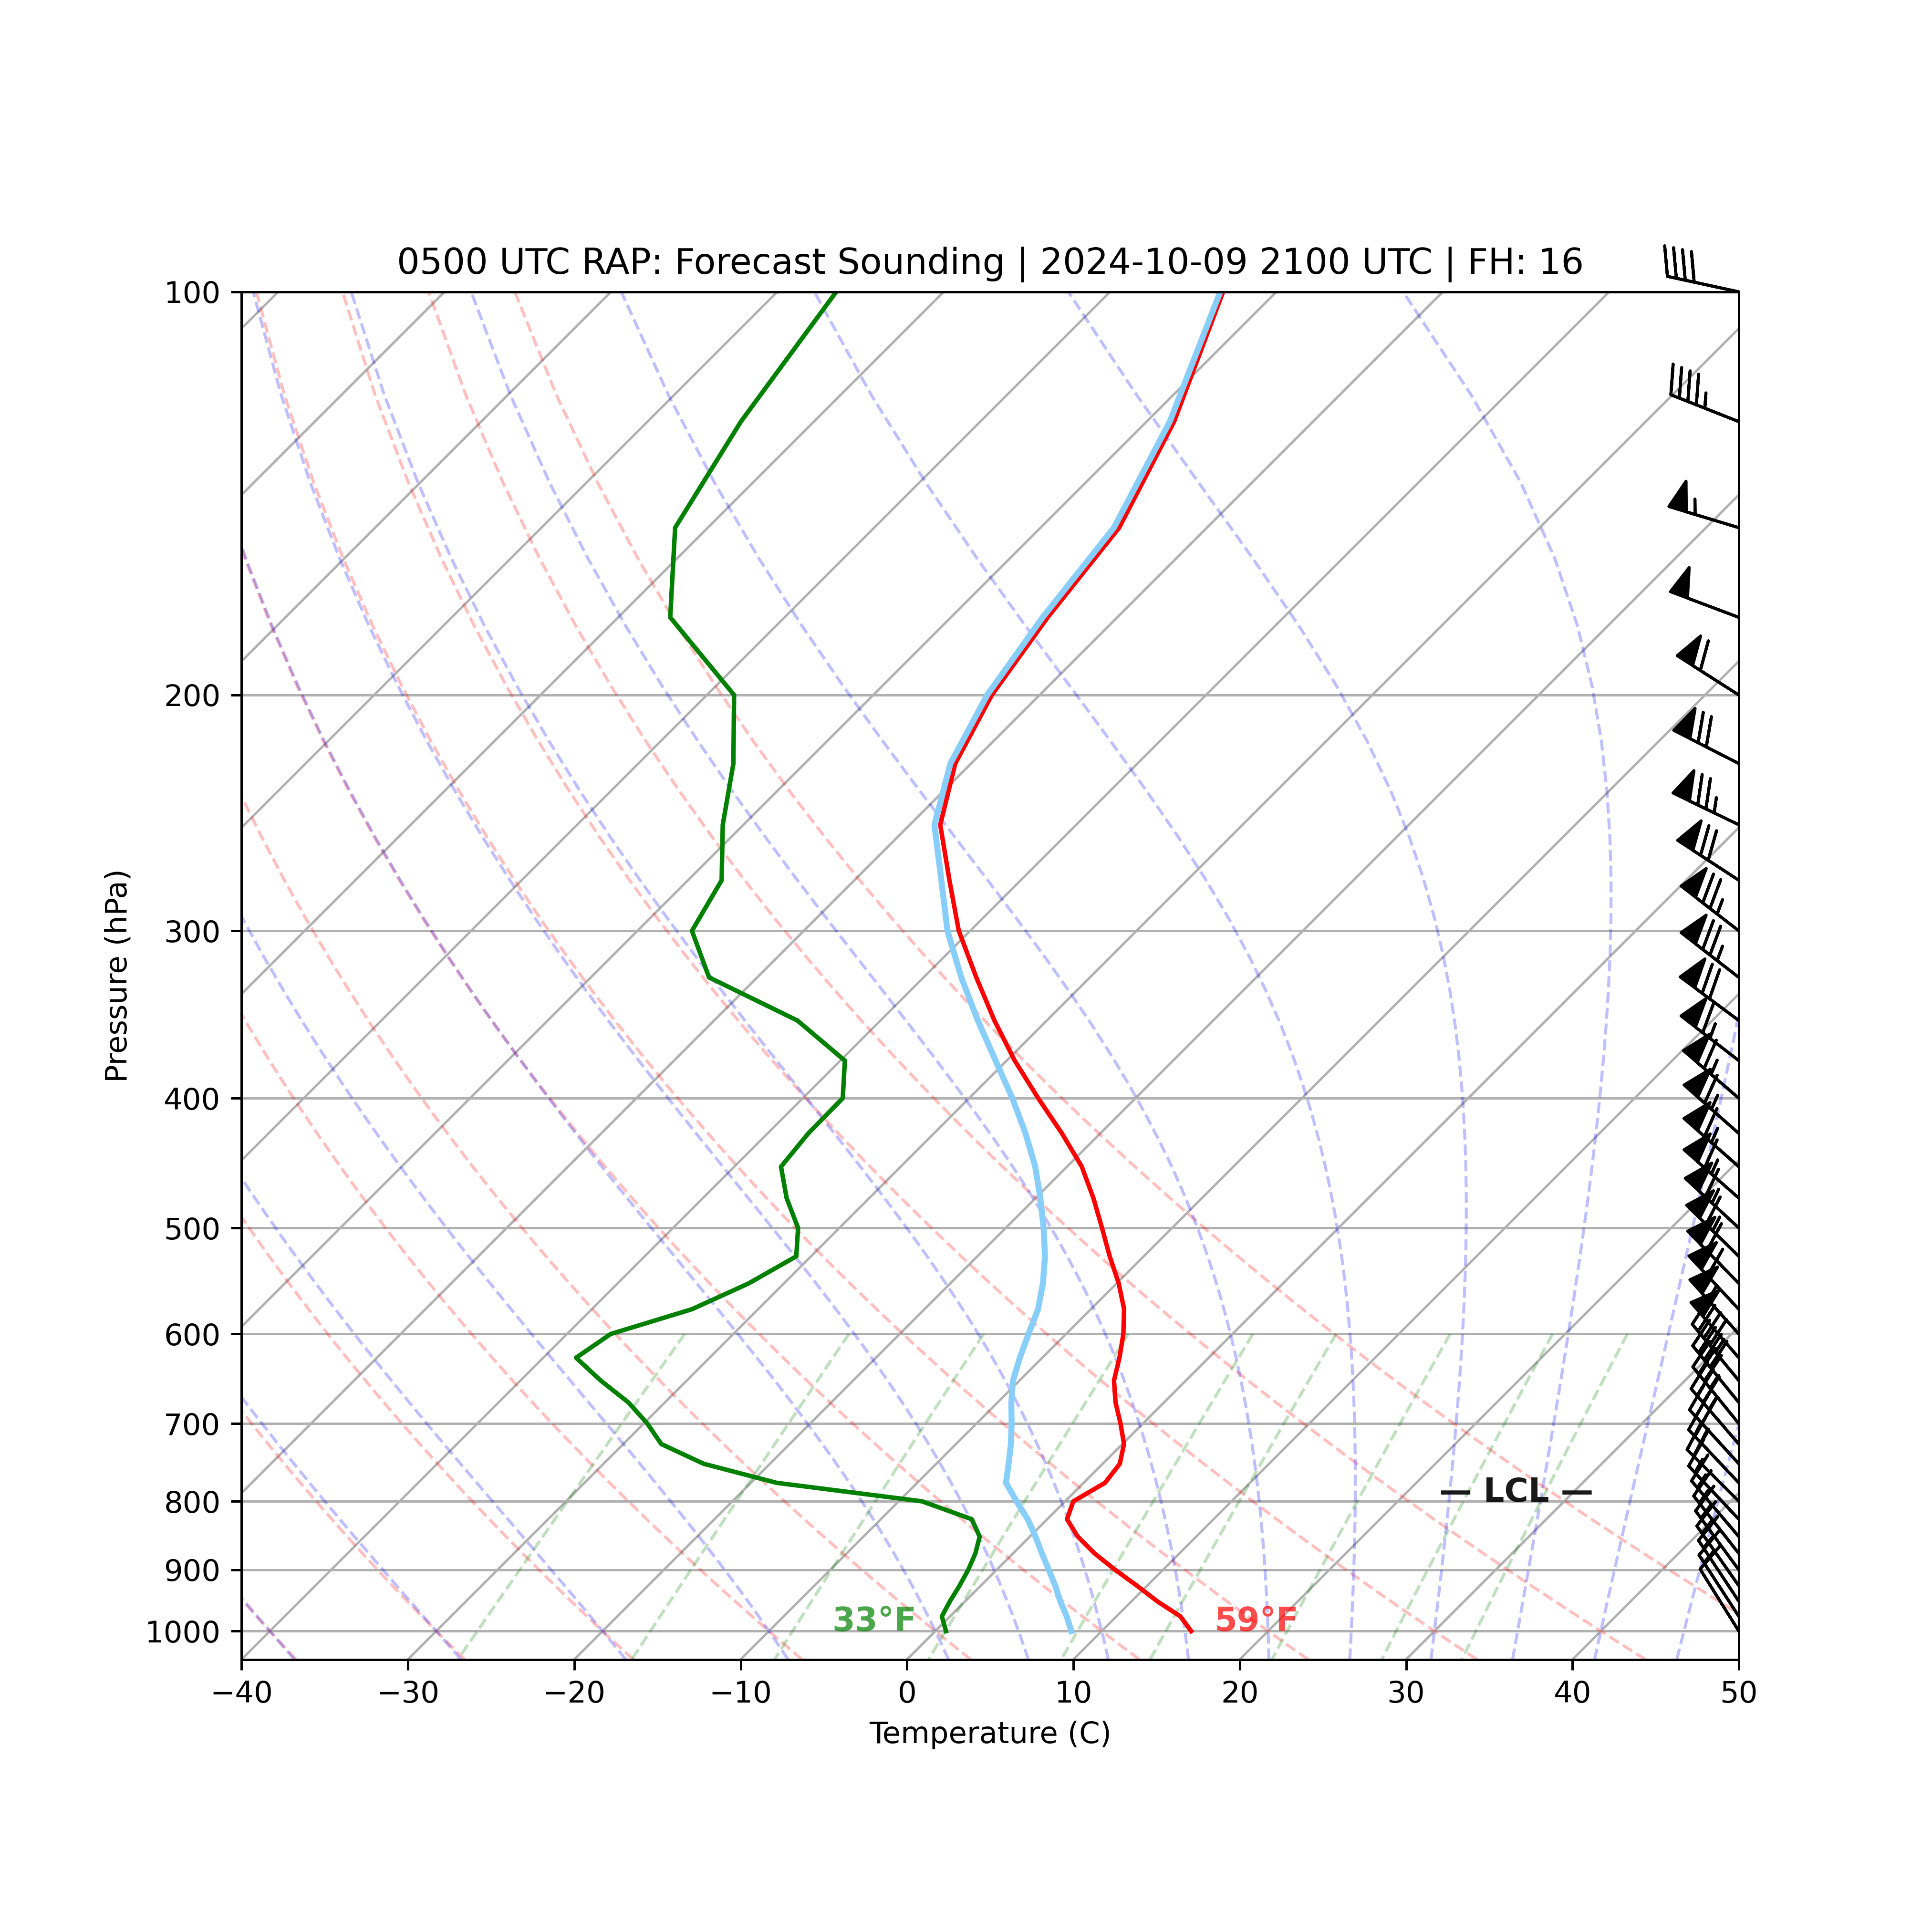 0500 UTC RAP: Forecast Sounding | 2024-10-09 2100 UTC | FH: 16
100
200
300
400
500
600
700
800
900
1000
Pressure (hPa)
— LCL —
33°F
59°F
−40 −30 −20 −10 0 10 20 30 40 50
Temperature (C)